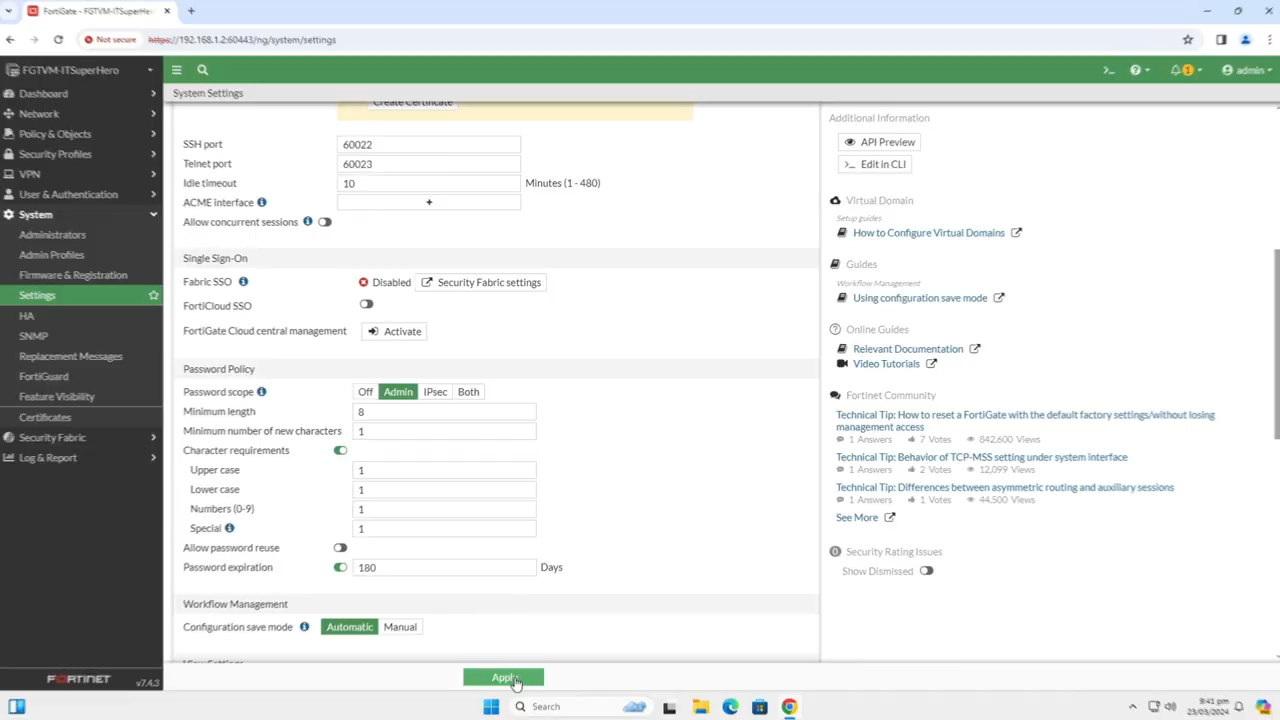 FortiGate - FGTVM-ITSuperHe
Not secure
https://192.168.1.2:60443/ng/system/settings
FGTVM-ITSuperHero
admin
1
Dashboard
Network
Policy & Objects
Security Profiles
VPN
User & Authentication
System
Administrators
Admin Profiles
Firmware & Registration
Settings
HA
SNMP
Replacement Messages
FortiGuard
Feature Visibility
Certificates
Security Fabric
Log & Report
FORTINET
v7.4.3
System Settings
Create Certificate
SSH port 60022
Telnet port 60023
Idle timeout 10 Minutes (1 - 480)
ACME interface +
Allow concurrent sessions
Single Sign-On
Fabric SSO Disabled Security Fabric settings
FortiCloud SSO
FortiGate Cloud central management Activate
Password Policy
Password scope Off Admin IPsec Both
Minimum length 8
Minimum number of new characters 1
Character requirements
Upper case 1
Lower case 1
Numbers (0-9) 1
Special 1
Allow password reuse
Password expiration 180 Days
Workflow Management
Configuration save mode Automatic Manual
View Settings
Apply
Additional Information
API Preview
>_ Edit in CLI
Virtual Domain
Setup guides
How to Configure Virtual Domains
Guides
Workflow Management
Using configuration save mode
Online Guides
Relevant Documentation
Video Tutorials
Fortinet Community
Technical Tip: How to reset a FortiGate with the default factory settings/without losing
management access
1 Answers 7 Votes 842,600 Views
Technical Tip: Behavior of TCP-MSS setting under system interface
1 Answers 2 Votes 12,099 Views
Technical Tip: Differences between asymmetric routing and auxiliary sessions
1 Answers 1 Votes 44,500 Views
See More
0 Security Rating Issues
Show Dismissed
Search
9:41 pm
23/03/2024